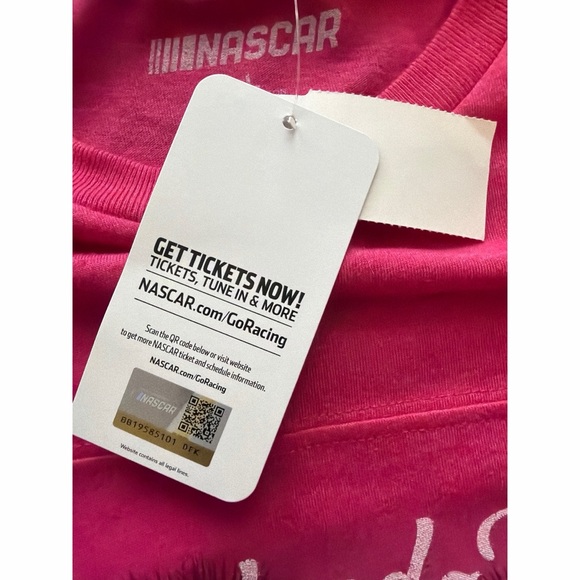 NASCAR
GET TICKETS NOW!
TICKETS, TUNE IN & MORE
NASCAR.com/GoRacing
Scan the QR code below or visit website
to get more NASCAR ticket and schedule information.
NASCAR.com/GoRacing
NASCAR
0819585101 DFK
Website contains all legal lines.